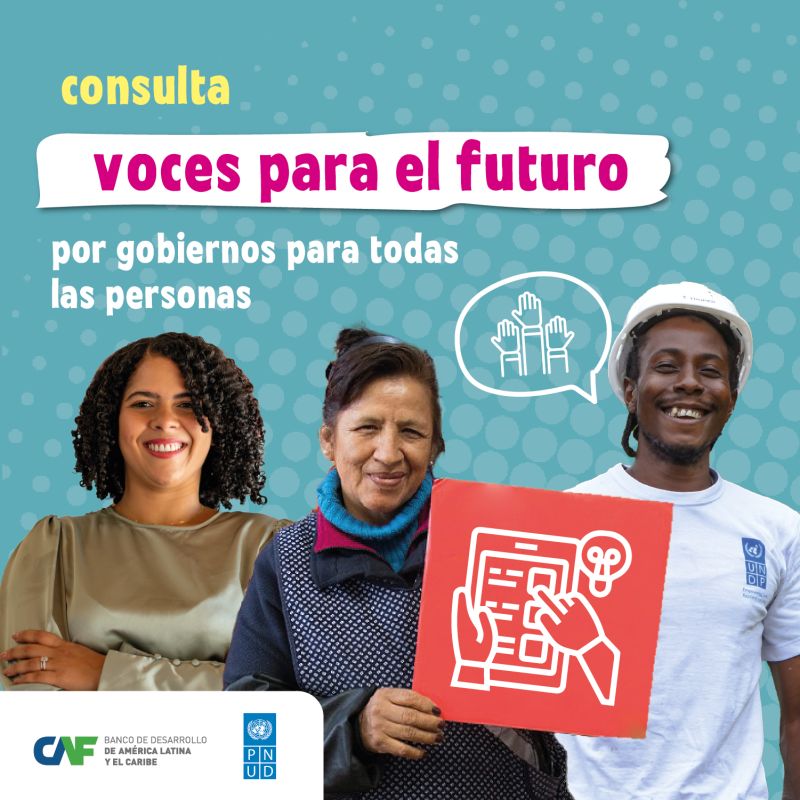 consulta
voces para el futuro
por gobiernos para todas
las personas
U N
D P
CAF
BANCO DE DESARROLLO
DE AMÉRICA LATINA
Y EL CARIBE
P N
U D